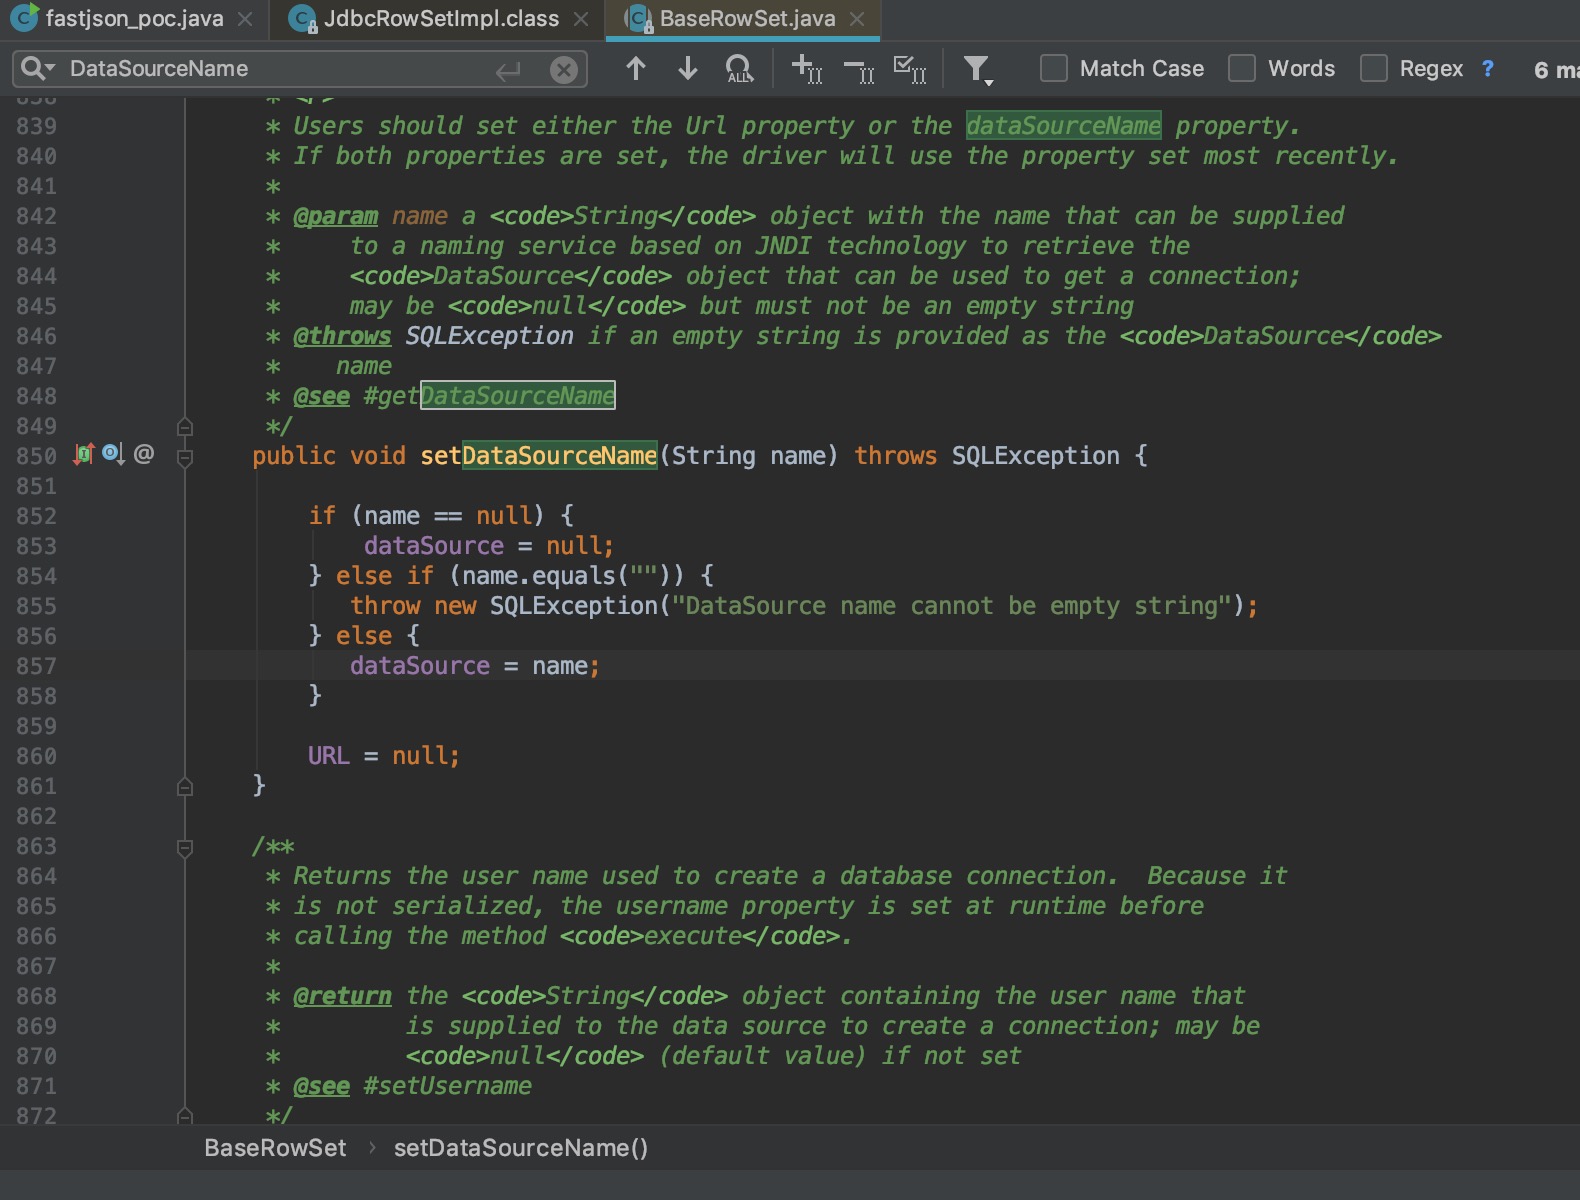 fastjson_poc.java
JdbcRowSetImpl.class
BaseRowSet.java
DataSourceName
ALL
Match Case
Words
Regex
?
839 * Users should set either the Url property or the dataSourceName property.
840 * If both properties are set, the driver will use the property set most recently.
841 *
842 * @param name a <code>String</code> object with the name that can be supplied
843 * to a naming service based on JNDI technology to retrieve the
844 * <code>DataSource</code> object that can be used to get a connection;
845 * may be <code>null</code> but must not be an empty string
846 * @throws SQLException if an empty string is provided as the <code>DataSource</code>
847 * name
848 * @see #getDataSourceName
849 */
850 @ public void setDataSourceName(String name) throws SQLException {
851
852 if (name == null) {
853 dataSource = null;
854 } else if (name.equals("")) {
855 throw new SQLException("DataSource name cannot be empty string");
856 } else {
857 dataSource = name;
858 }
859
860 URL = null;
861 }
862
863 /**
864 * Returns the user name used to create a database connection.  Because it
865 * is not serialized, the username property is set at runtime before
866 * calling the method <code>execute</code>.
867 *
868 * @return the <code>String</code> object containing the user name that
869 * is supplied to the data source to create a connection; may be
870 * <code>null</code> (default value) if not set
871 * @see #setUsername
872 */
BaseRowSet › setDataSourceName()